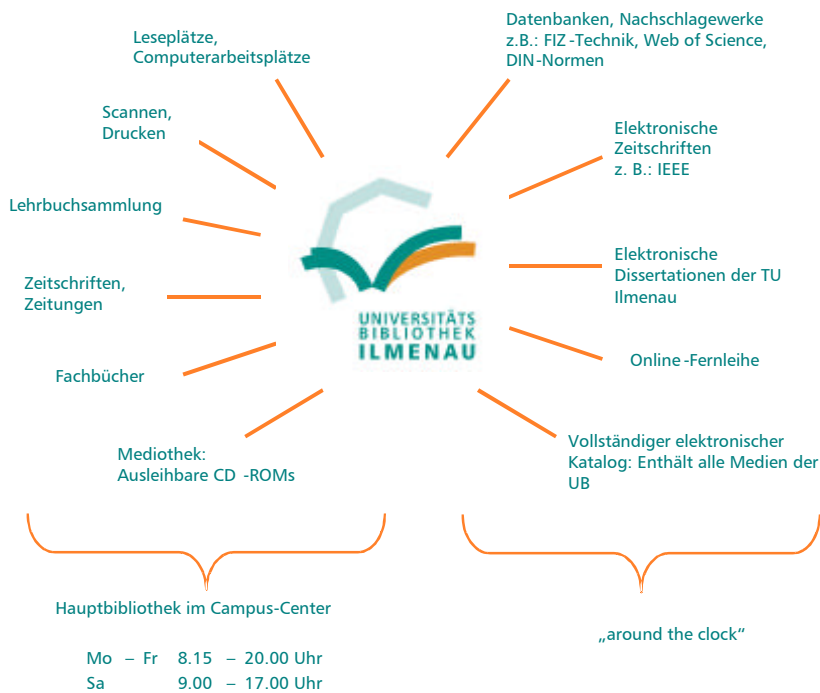 Leseplätze,
Computerarbeitsplätze
Scannen,
Drucken
Lehrbuchsammlung
Zeitschriften,
Zeitungen
Fachbücher
Mediothek:
Ausleihbare CD -ROMs
UNIVERSITÄTS
BIBLIOTHEK
ILMENAU
Datenbanken, Nachschlagewerke
z.B.: FIZ -Technik, Web of Science,
DIN -Normen
Elektronische
Zeitschriften
z. B.: IEEE
Elektronische
Dissertationen der TU
Ilmenau
Online -Fernleihe
Vollständiger elektronischer
Katalog: Enthält alle Medien der
UB
Hauptbibliothek im Campus-Center
Mo – Fr 8.15 – 20.00 Uhr
Sa 9.00 – 17.00 Uhr
„around the clock“